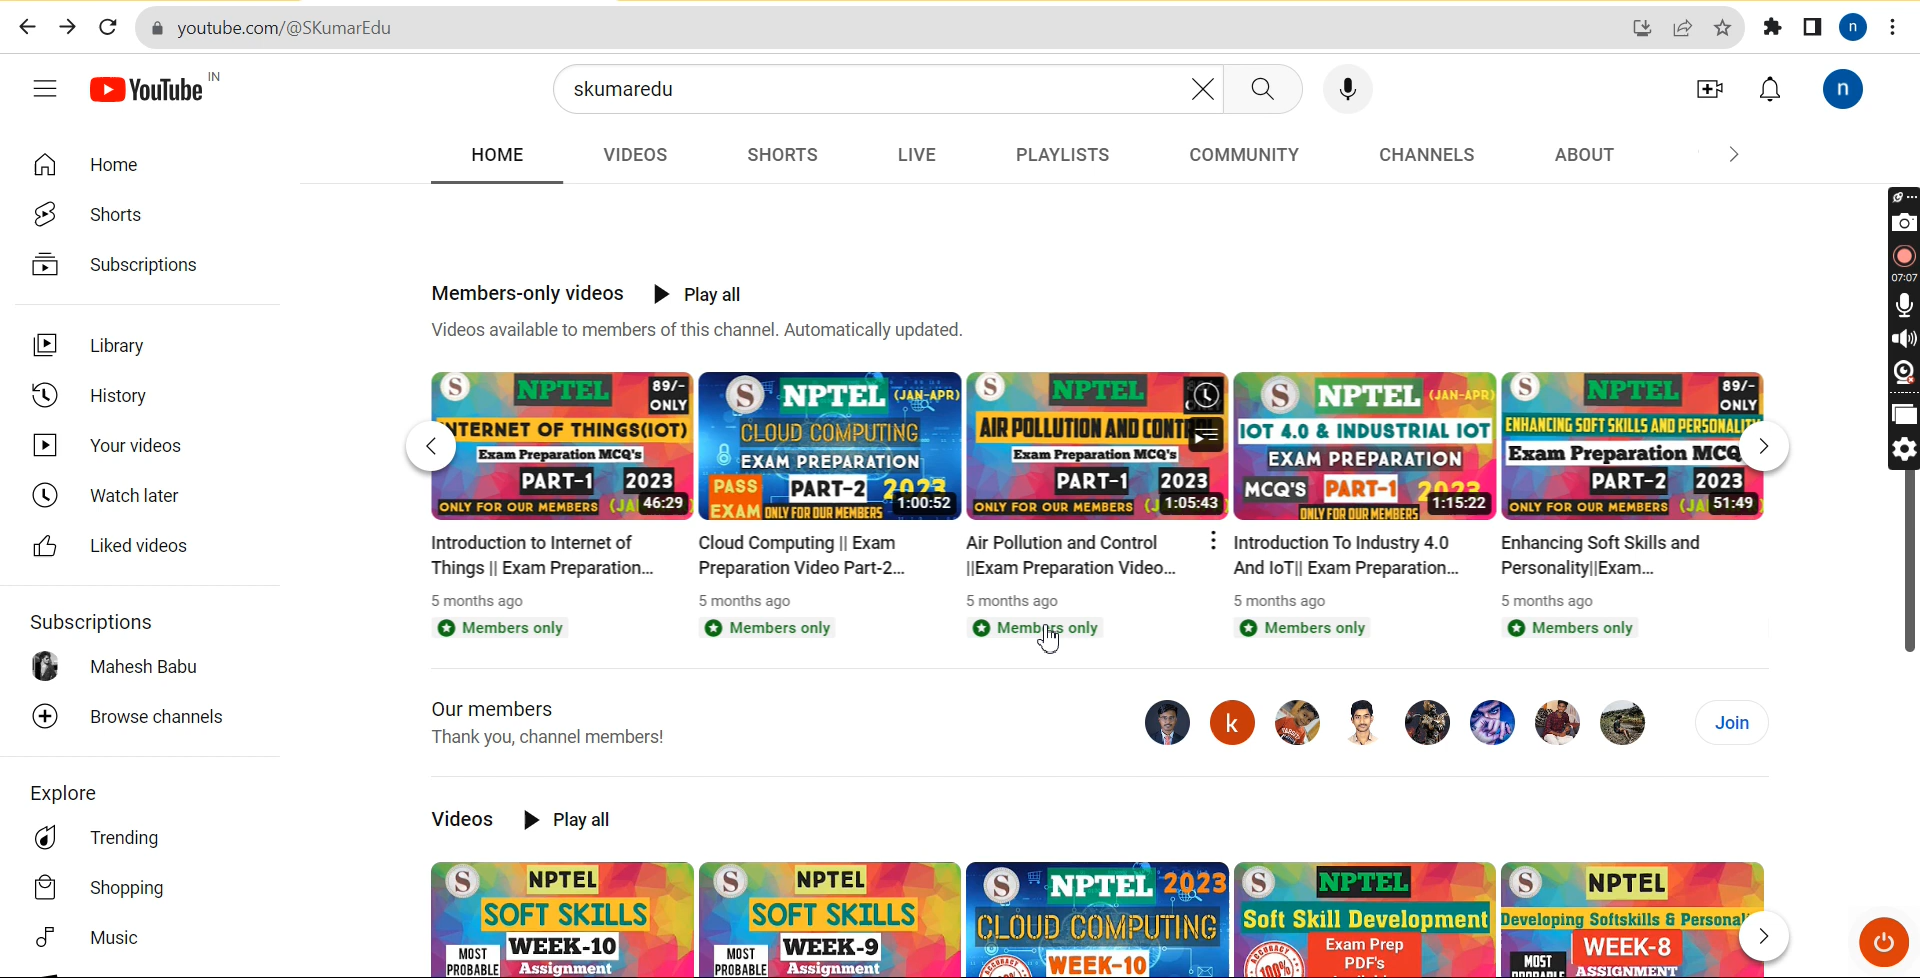 youtube.com/@SKumarEdu
n
YouTube IN
skumaredu
n
HOME VIDEOS SHORTS LIVE PLAYLISTS COMMUNITY CHANNELS ABOUT
Home
Shorts
Subscriptions
Library
History
Your videos
Watch later
Liked videos
Subscriptions
Mahesh Babu
Browse channels
Explore
Trending
Shopping
Music
07:07
Members-only videos Play all
Videos available to members of this channel. Automatically updated.
S NPTEL 89/-
ONLY
INTERNET OF THINGS(IOT)
Exam Preparation MCQ's
PART-1 2023
ONLY FOR OUR MEMBERS (JA 46:29
Introduction to Internet of
Things || Exam Preparation...
5 months ago
Members only
S NPTEL (JAN-APR)
CLOUD COMPUTING
EXAM PREPARATION
PASS PART-2 2023
EXAM ONLY FOR OUR MEMBERS 1:00:52
Cloud Computing || Exam
Preparation Video Part-2...
5 months ago
Members only
S NPTEL
AIR POLLUTION AND CONTR
Exam Preparation MCQ's
PART-1 2023
ONLY FOR OUR MEMBERS (J 1:05:43
Air Pollution and Control
||Exam Preparation Video...
5 months ago
Members only
S NPTEL (JAN-APR)
IOT 4.0 & INDUSTRIAL IOT
EXAM PREPARATION
MCQ'S PART-1 2023
ONLY FOR OUR MEMBERS 1:15:22
Introduction To Industry 4.0
And IoT|| Exam Preparation...
5 months ago
Members only
S NPTEL 89/-
ONLY
ENHANCING SOFT SKILLS AND PERSONALIT
Exam Preparation MCQ
PART-2 2023
ONLY FOR OUR MEMBERS (JA 51:49
Enhancing Soft Skills and
Personality||Exam...
5 months ago
Members only
Our members
Thank you, channel members!
k
Join
Videos Play all
S NPTEL
SOFT SKILLS
WEEK-10
MOST
PROBABLE Assignment
S NPTEL
SOFT SKILLS
WEEK-9
MOST
PROBABLE Assignment
S NPTEL 2023
CLOUD COMPUTING
WEEK-10
S NPTEL
Soft Skill Development
Exam Prep
PDF's
100%
S NPTEL
Developing Softskills & Personali
WEEK-8
MOST
PROBABLE ASSIGNMENT